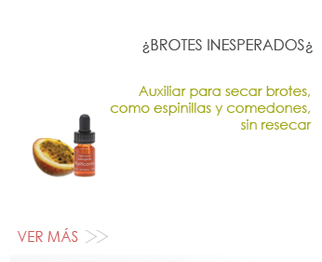 ¿BROTES INESPERADOS¿
Auxiliar para secar brotes,
como espinillas y comedones,
sin resecar
VER MÁS >>